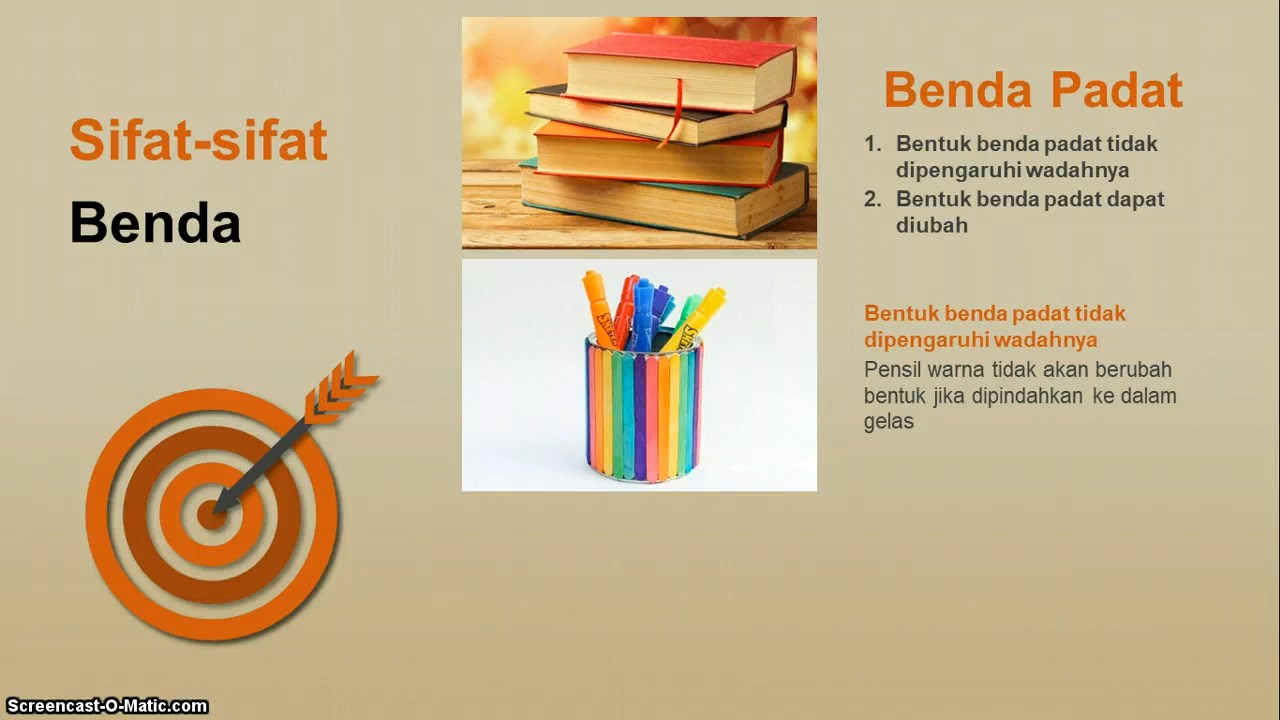 Sifat-sifat
Benda
Benda Padat
1. Bentuk benda padat tidak
dipengaruhi wadahnya
2. Bentuk benda padat dapat
diubah
Bentuk benda padat tidak
dipengaruhi wadahnya
Pensil warna tidak akan berubah
bentuk jika dipindahkan ke dalam
gelas
Screencast-O-Matic.com